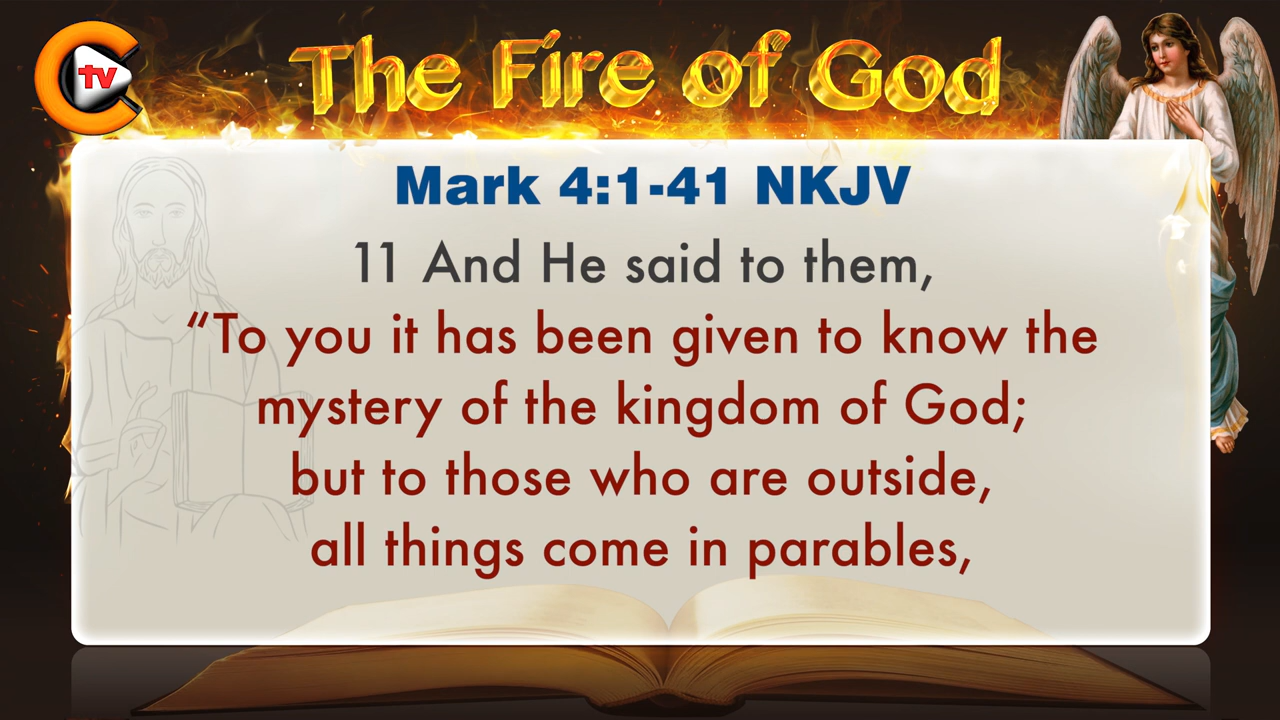 tv
The Fire of God
Mark 4:1-41 NKJV
11 And He said to them,
“To you it has been given to know the
mystery of the kingdom of God;
but to those who are outside,
all things come in parables,